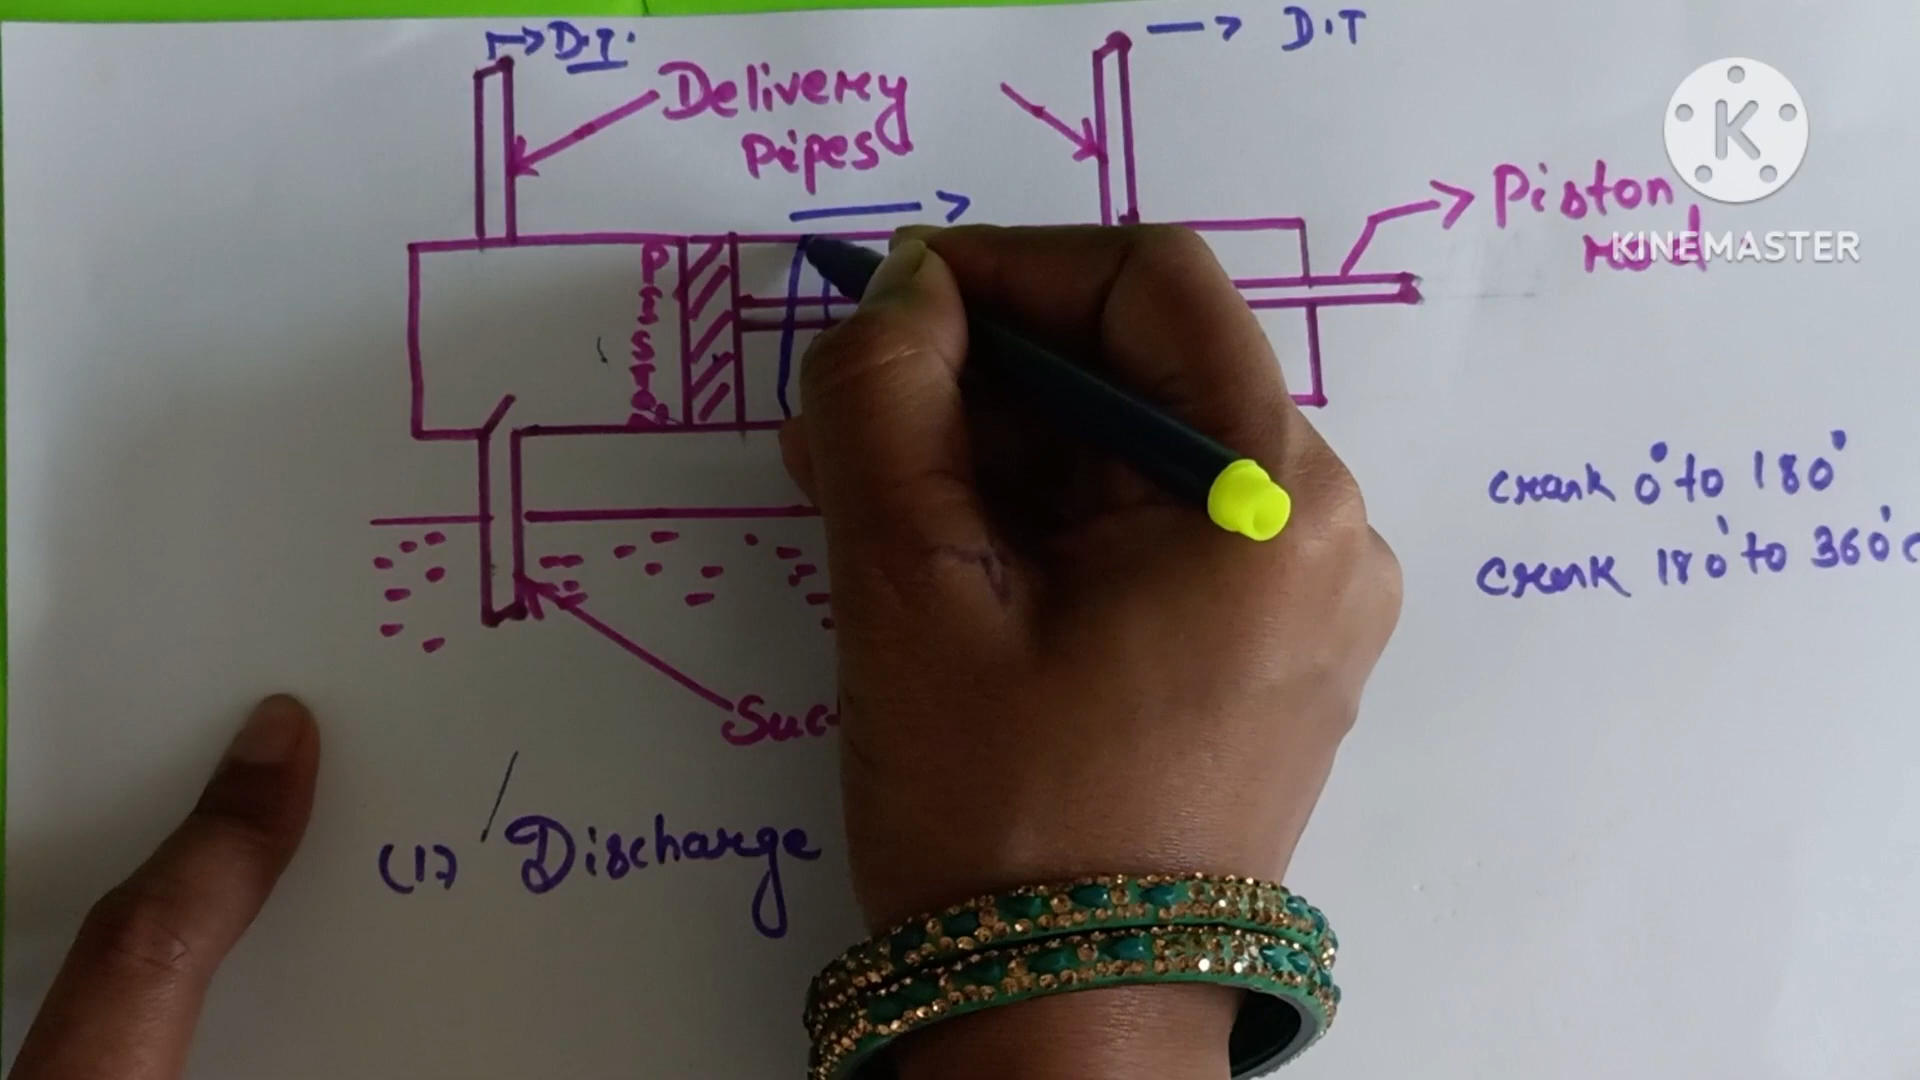 D.T.
D.T
Delivery
Pipes
Piston
rod
K
KINEMASTER
Piston
crank 0° to 180°
crank 180° to 360°
(1) Discharge